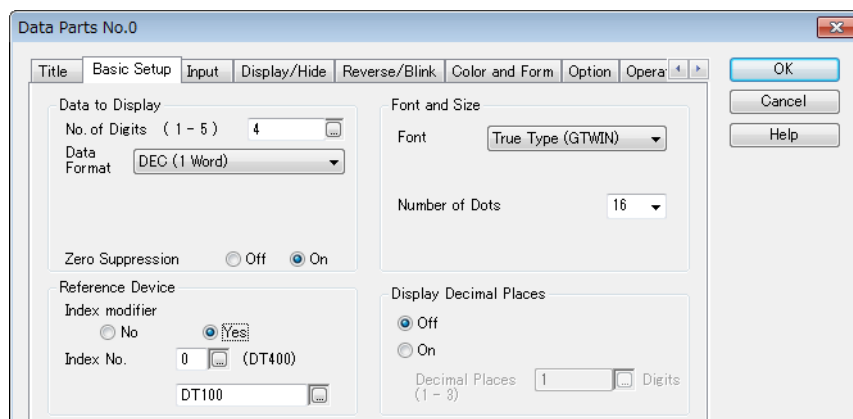 Data Parts No.0
Title Basic Setup Input Display/Hide Reverse/Blink Color and Form Option Opera
OK
Cancel
Help
Data to Display
No. of Digits ( 1 - 5 ) 4 ...
Data
Format DEC (1 Word)
Zero Suppression Off On
Font and Size
Font True Type (GTWIN)
Number of Dots 16
Reference Device
Index modifier
No Yes
Index No. 0 ... (DT400)
DT100 ...
Display Decimal Places
Off
On
Decimal Places 1 ... Digits
(1 - 3)